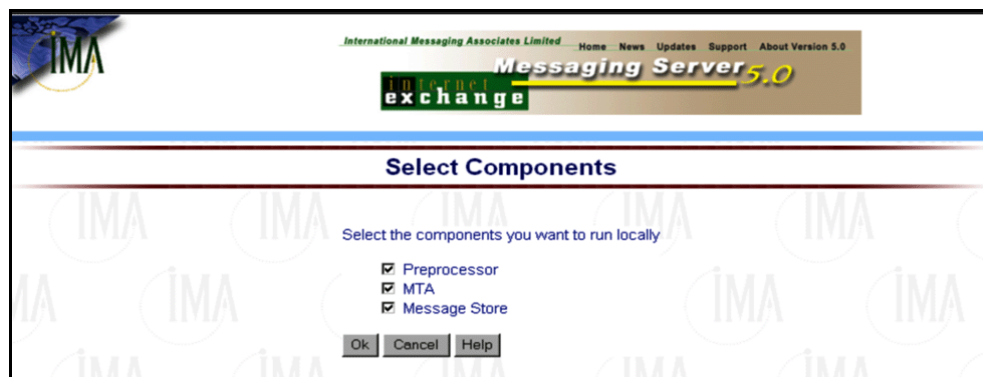 IMA
International Messaging Associates Limited
Home News Updates Support About Version 5.0
Messaging Server 5.0
internet
exchange
Select Components
Select the components you want to run locally
Preprocessor
MTA
Message Store
Ok Cancel Help